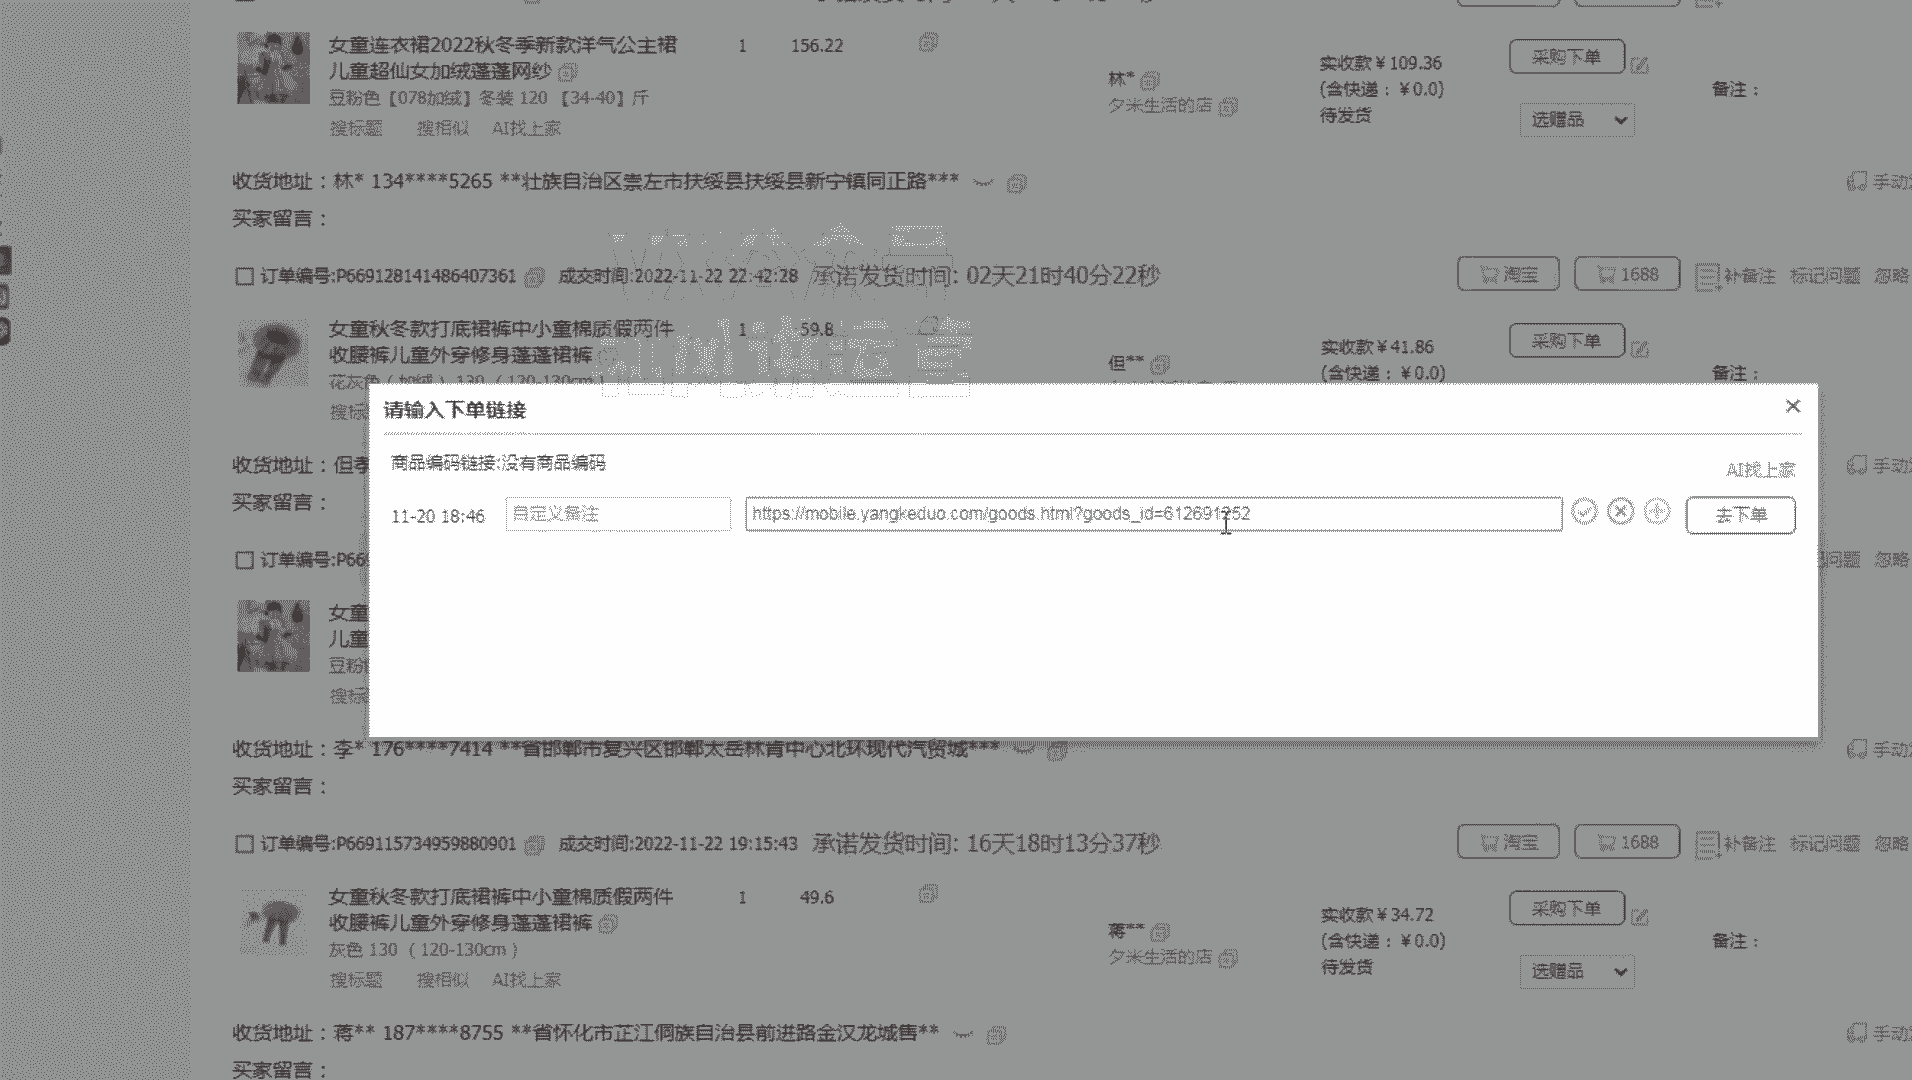 女童连衣裙2022秋冬季新款洋气公主裙 1 156.22
儿童超仙女加绒蓬蓬网纱
豆粉色【078加绒】冬装 120 【34-40】斤
搜标题 搜相似 AI找上家
林*
夕米生活的店
实收款￥109.36
(含快递：￥0.0)
待发货
采购下单
选赠品
备注：
收货地址：林* 134****5265 **壮族自治区崇左市扶绥县扶绥县新宁镇同正路***
手动
买家留言：
VX公众号
订单编号:P669128141486407361 成交时间:2022-11-22 22:42:28 承诺发货时间: 02天21时40分22秒 淘宝 1688 补备注 标记问题 忽略
女童秋冬款打底裙裤中小童棉质假两件 1 59.8
收腰裤儿童外穿修身蓬蓬裙裤
讲运营
花灰色（加绒）130（120-130cm）
但**
实收款￥41.86
(含快递：￥0.0)
采购下单
备注：
搜标
请输入下单链接
商品编码链接:没有商品编码
AI找上家
11-20 18:46 自定义备注 https://mobile.yangkeduo.com/goods.html?goods_id=612691252 去下单
收货地址：但孝
手动
买家留言：
订单编号:P66
问题 忽略
女童
儿童
豆粉
搜标
收货地址：李* 176****7414 **省邯郸市复兴区邯郸太岳林肯中心北环现代汽贸城***
手动
买家留言：
订单编号:P669115734959880901 成交时间:2022-11-22 19:15:43 承诺发货时间: 16天18时13分37秒 淘宝 1688 补备注 标记问题 忽略
女童秋冬款打底裙裤中小童棉质假两件 1 49.6
收腰裤儿童外穿修身蓬蓬裙裤
灰色 130（120-130cm）
搜标题 搜相似 AI找上家
蒋**
夕米生活的店
实收款￥34.72
(含快递：￥0.0)
待发货
采购下单
选赠品
备注：
收货地址：蒋** 187****8755 **省怀化市芷江侗族自治县前进路金汉龙城售**
手动
买家留言：